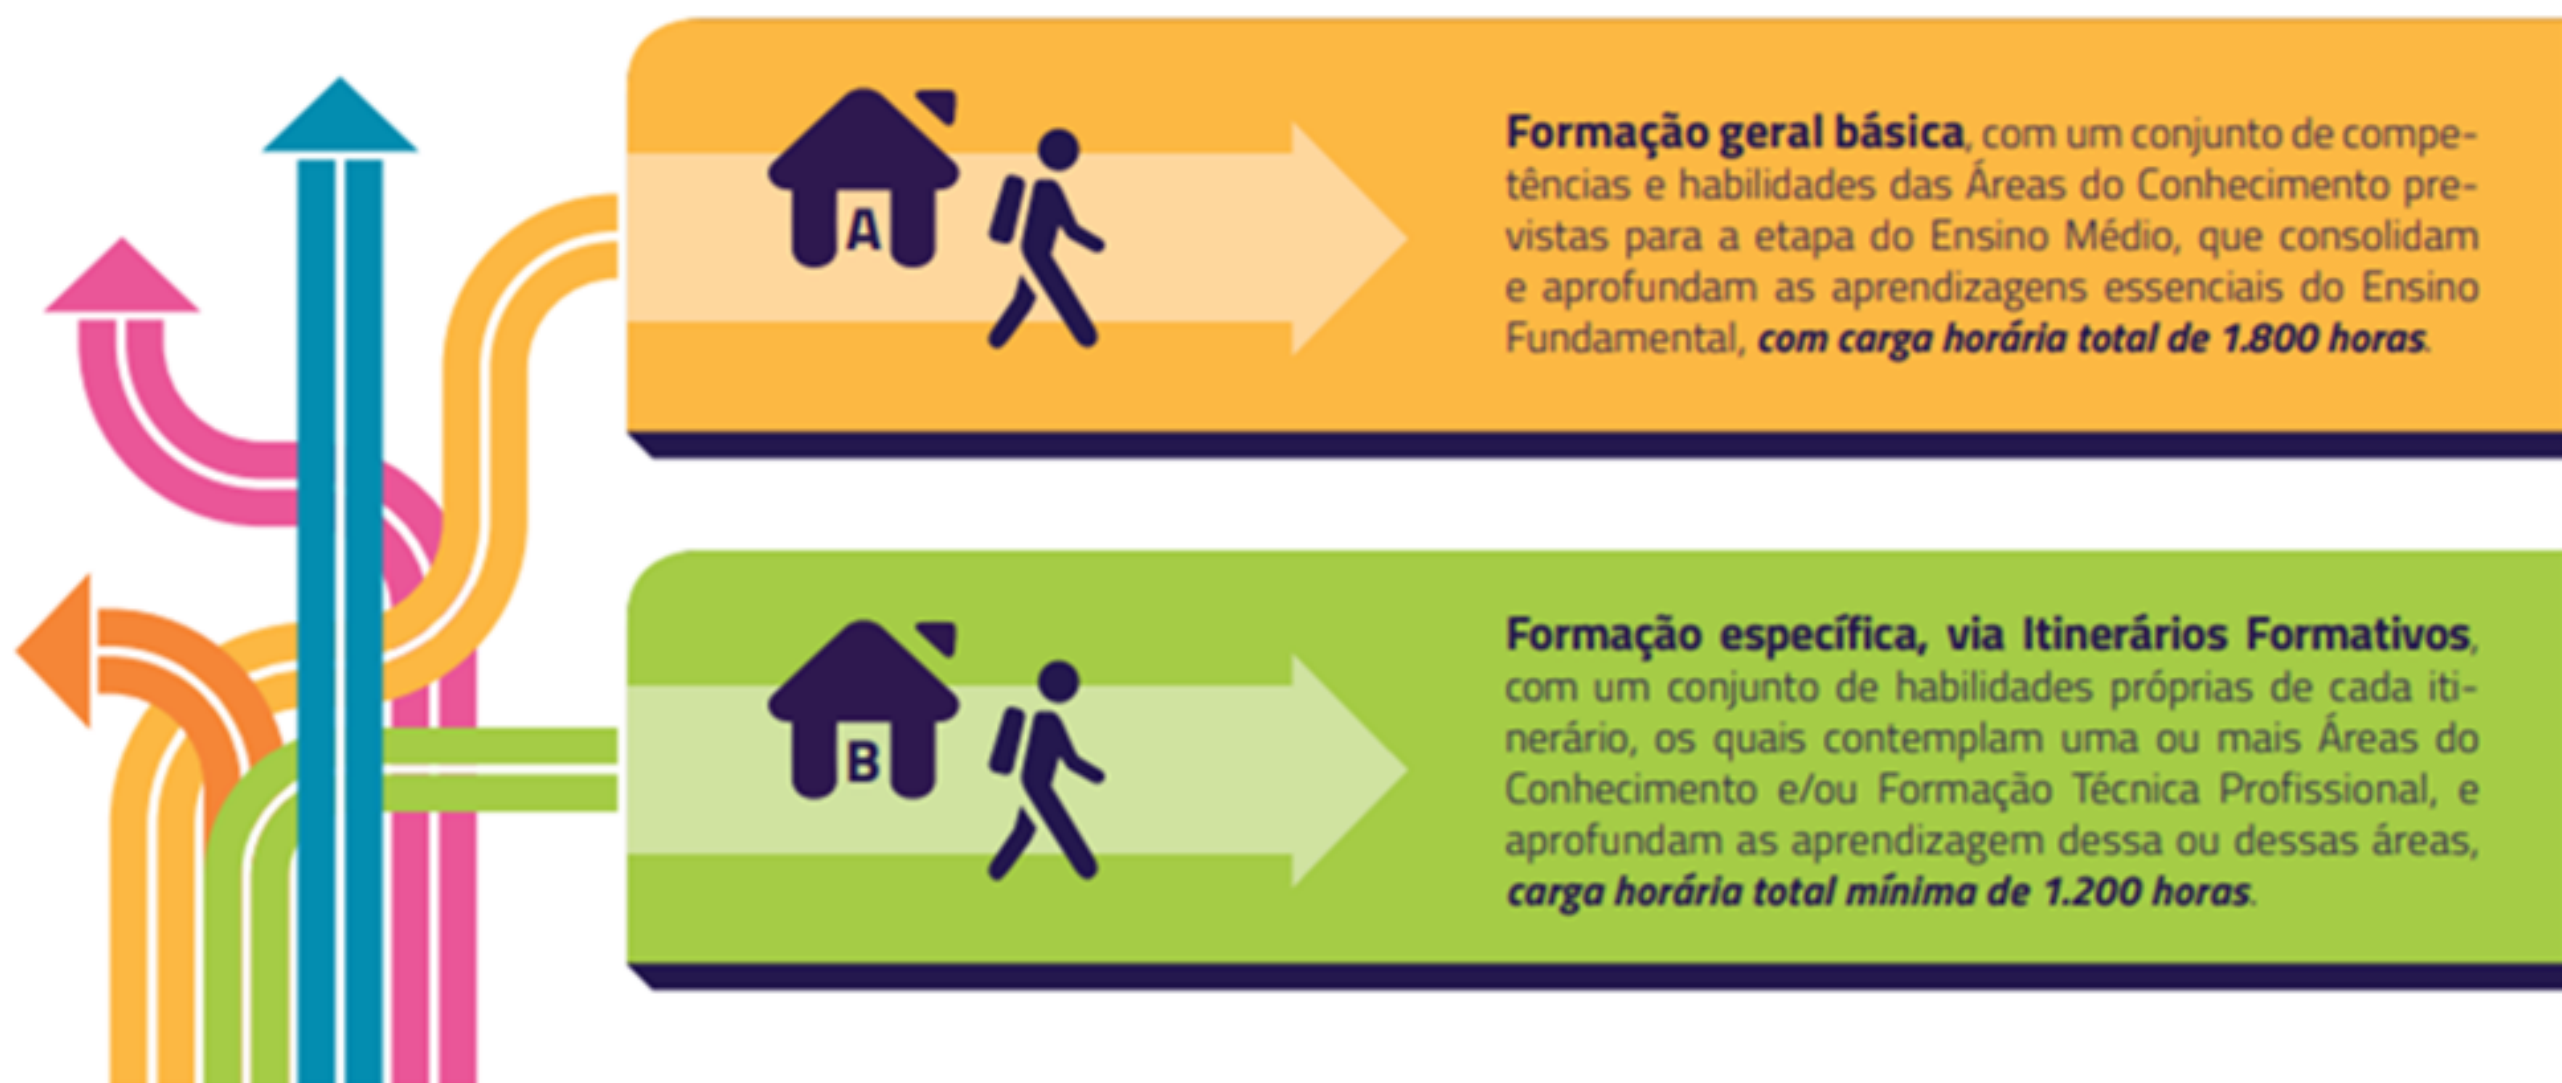 A
Formação geral básica, com um conjunto de compe-
tências e habilidades das Áreas do Conhecimento pre-
vistas para a etapa do Ensino Médio, que consolidam
e aprofundam as aprendizagens essenciais do Ensino
Fundamental, com carga horária total de 1.800 horas.
B
Formação específica, via Itinerários Formativos,
com um conjunto de habilidades próprias de cada iti-
nerário, os quais contemplam uma ou mais Áreas do
Conhecimento e/ou Formação Técnica Profissional, e
aprofundam as aprendizagem dessa ou dessas áreas,
carga horária total mínima de 1.200 horas.